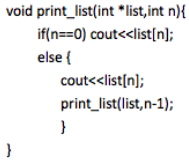 void print_list(int *list,int n){
if(n==0) cout<<list[n];
else {
cout<<list[n];
print_list(list,n-1);
}
}